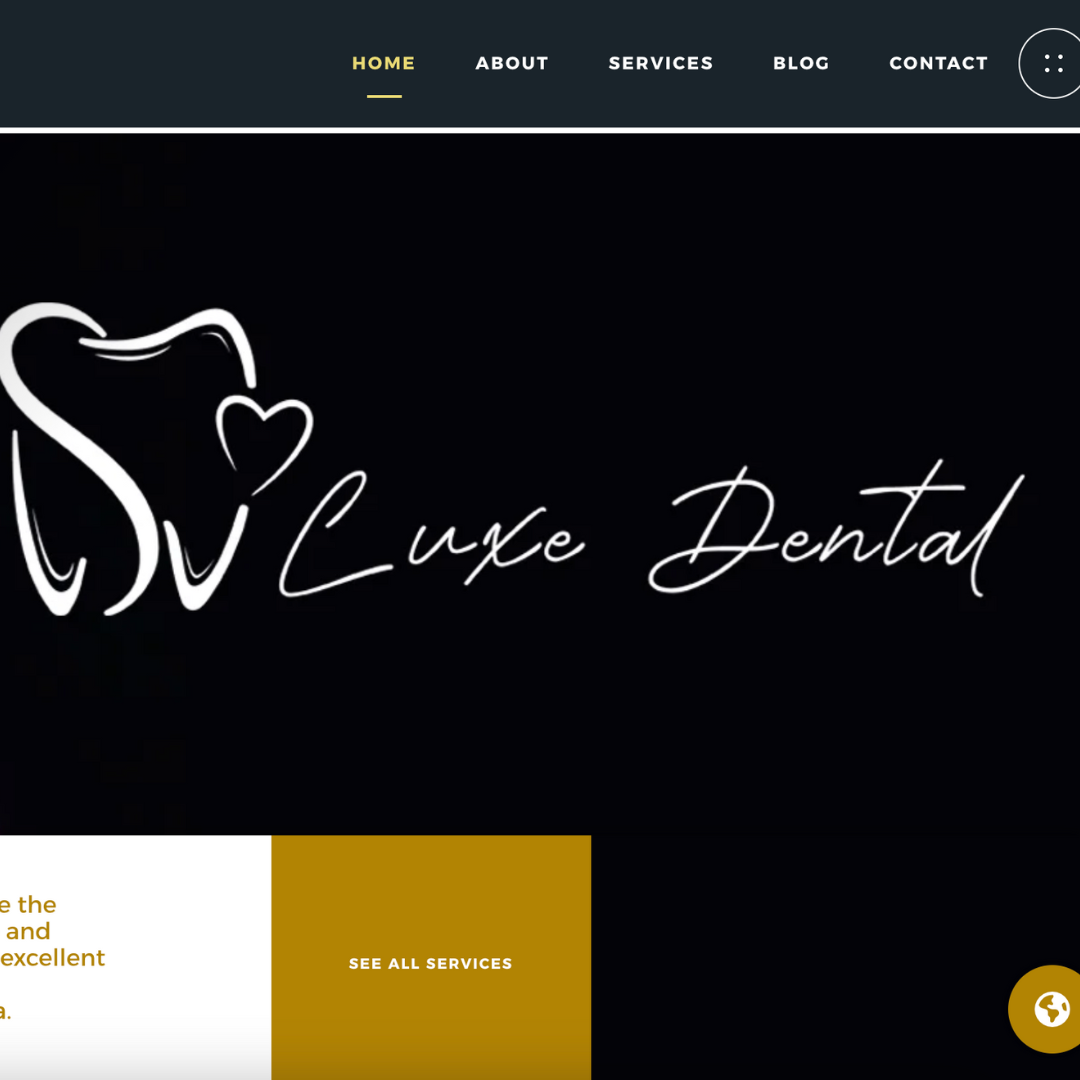 HOME ABOUT SERVICES BLOG CONTACT
Luxe Dental
e the
and
excellent
a.
SEE ALL SERVICES